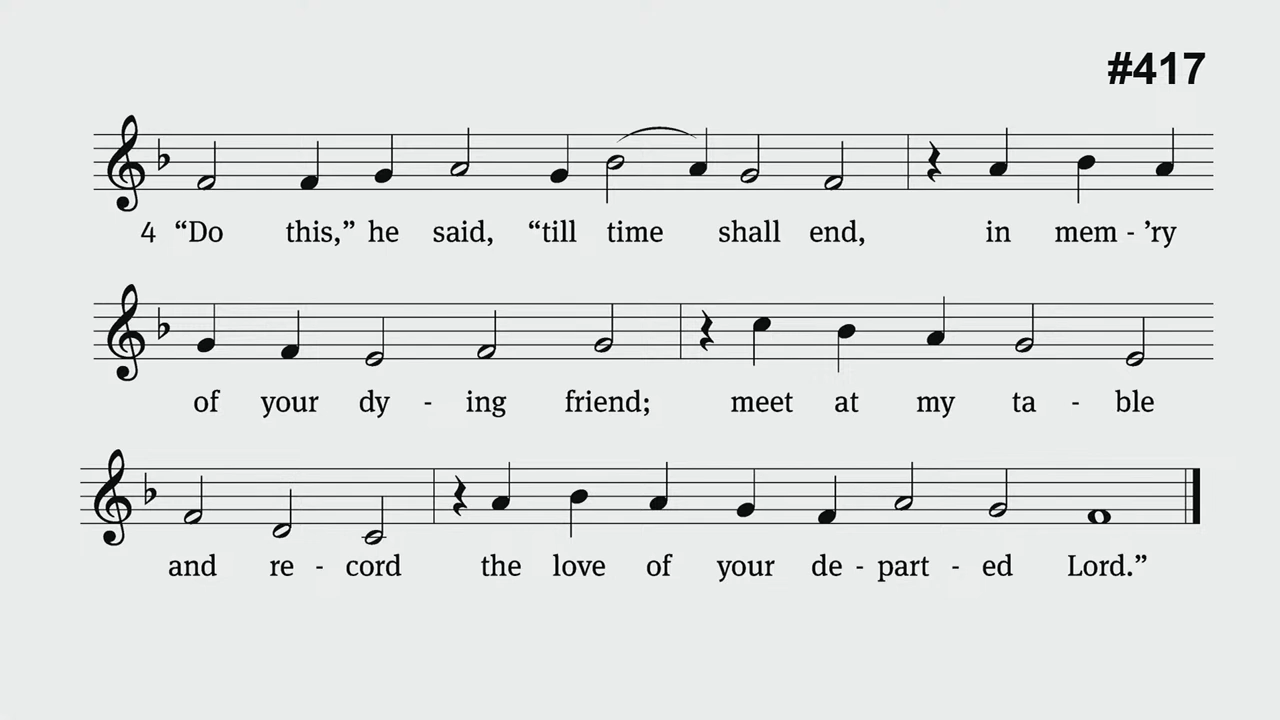 #417
4 “Do this,” he said, “till time shall end, in mem - ’ry
of your dy - ing friend; meet at my ta - ble
and re - cord the love of your de - part - ed Lord.”